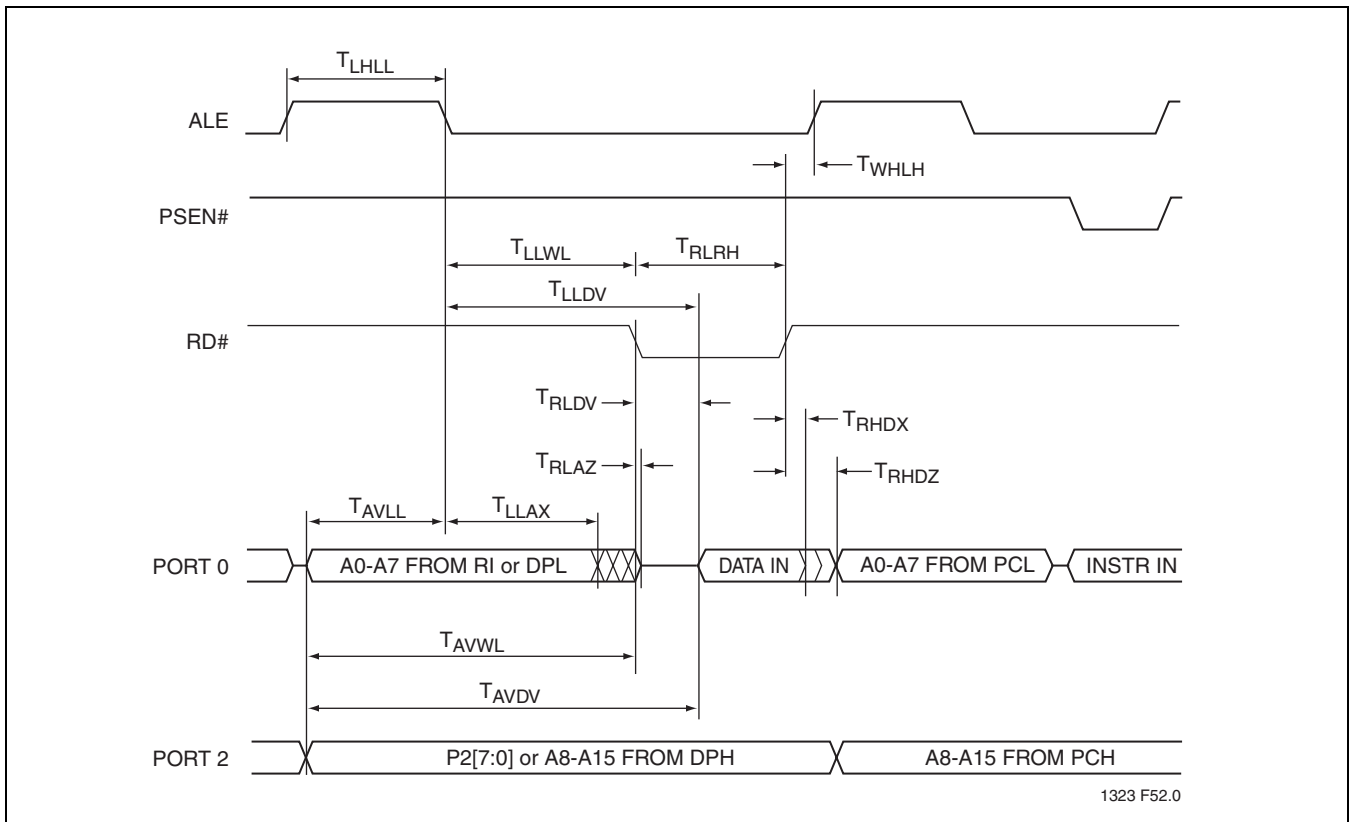 TLHLL
ALE
TWHLH
PSEN#
TLLWL
TRLRH
TLLDV
RD#
TRLDV
TRHDX
TRLAZ
TRHDZ
TAVLL
TLLAX
PORT 0
A0-A7 FROM RI or DPL
DATA IN
A0-A7 FROM PCL
INSTR IN
TAVWL
TAVDV
PORT 2
P2[7:0] or A8-A15 FROM DPH
A8-A15 FROM PCH
1323 F52.0